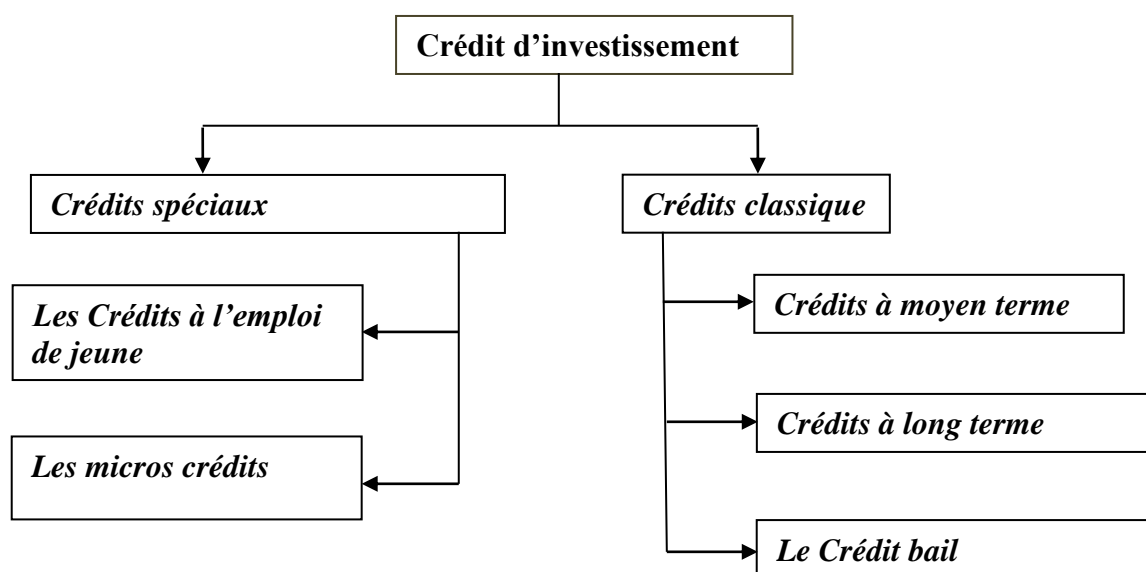 Crédit d’investissement
Crédits spéciaux
Crédits classique
Les Crédits à l’emploi
de jeune
Les micros crédits
Crédits à moyen terme
Crédits à long terme
Le Crédit bail